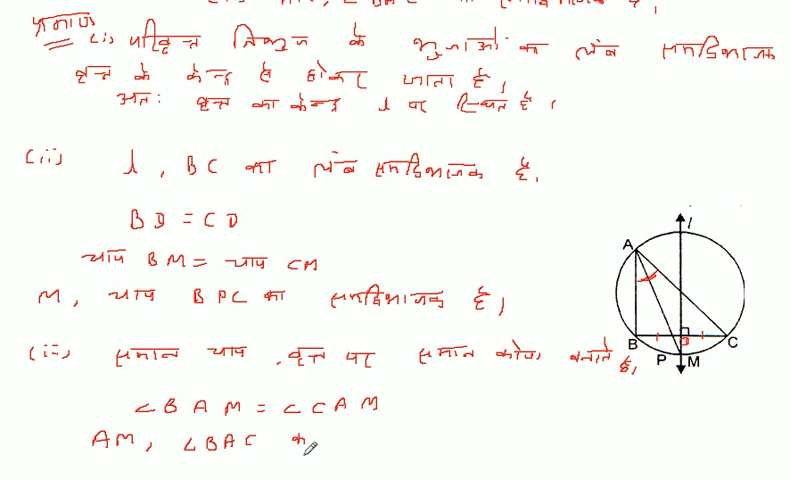 प्रमाण
(i) परिवृत्त त्रिभुज के भुजाओं का लंब समद्विभाजक
वृत्त के केन्द्र से होकर जाता है,
अत: वृत्त का केन्द्र l पर स्थित है,
(ii) l, BC का लंब समद्विभाजक है,
BD = CD
चाप BM = चाप CM
M, चाप BPC का समद्विभाजक है,
(iii) समान चाप, वृत्त पर समान कोण बनाते है,
∠BAM = ∠CAM
AM, ∠BAC क
l
A
B
D
C
P
M